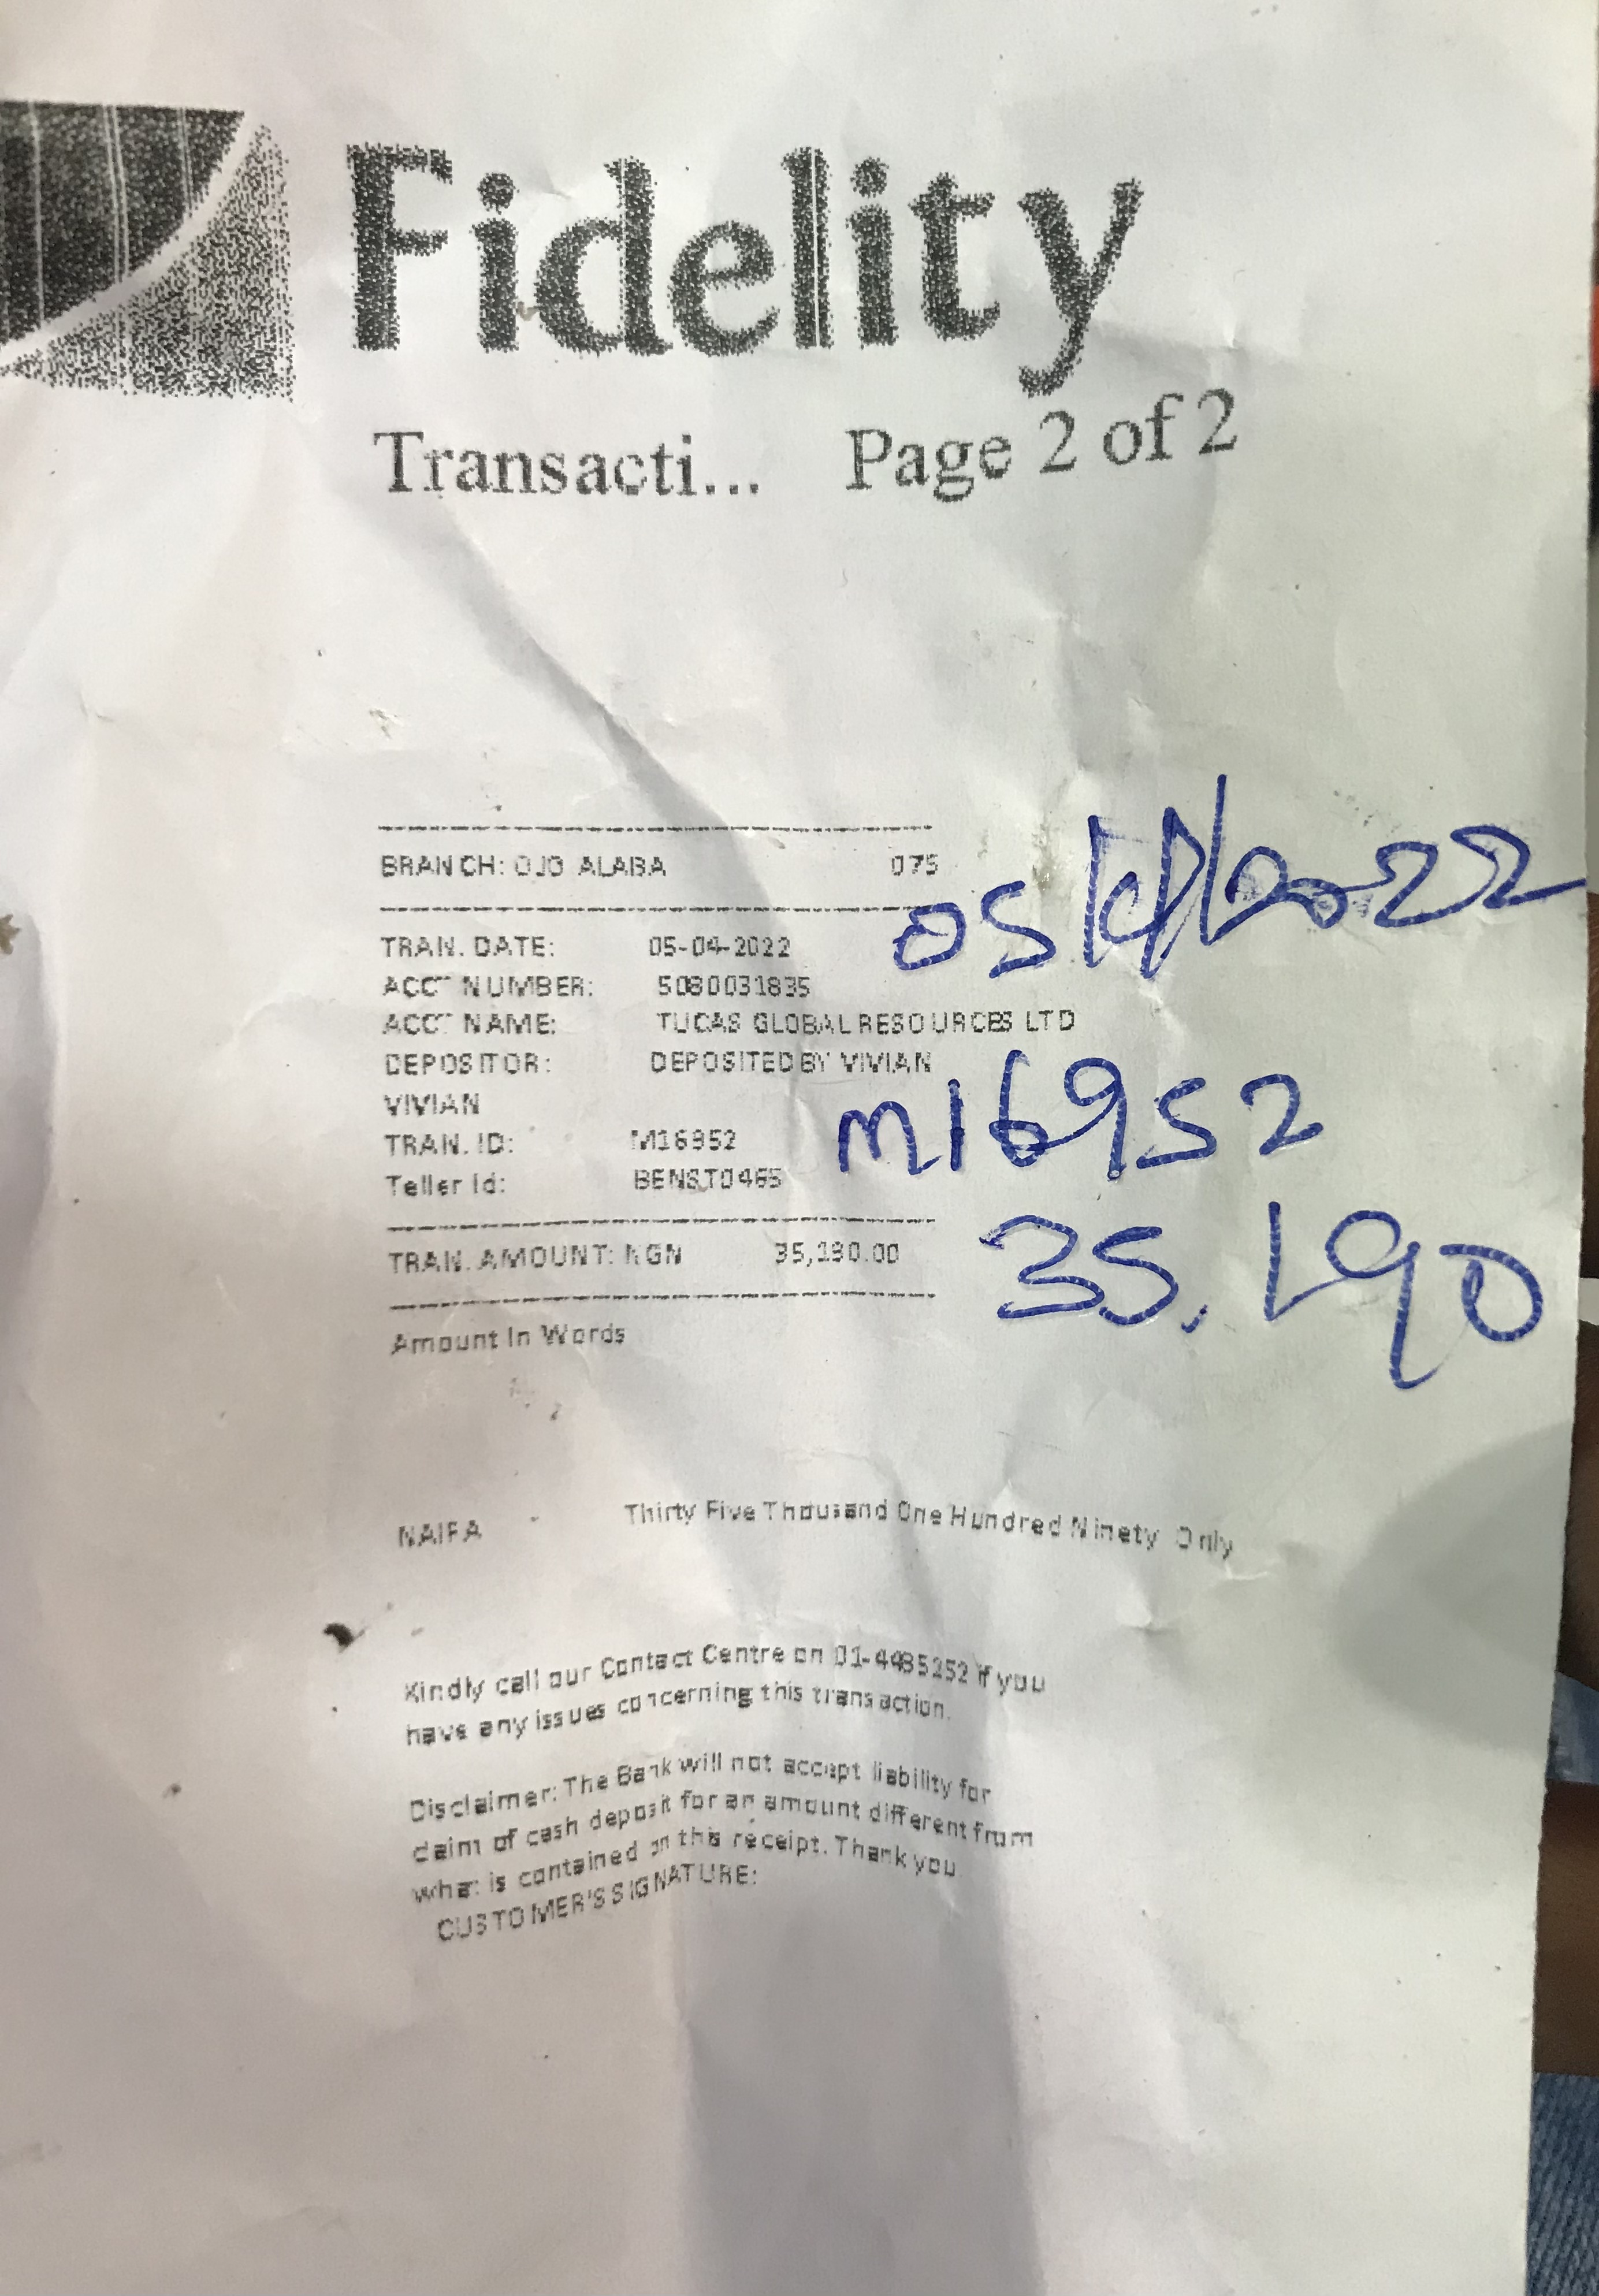 Fidelity
Transacti... Page 2 of 2
BRANCH: OJO ALABA 075
TRAN. DATE: 05-04-2022 05/04/2022
ACCT NUMBER: 5080031835
ACCT NAME: TUCAS GLOBAL RESOURCES LTD
DEPOSITOR: DEPOSITED BY VIVIAN
VIVIAN
TRAN. ID: M16952 M16952
Teller Id: BENST0465
TRAN. AMOUNT: NGN 35,190.00 35,190
Amount In Words
NAIRA Thirty Five Thousand One Hundred Ninety Only
Kindly call our Contact Centre on 01-4485252 if you
have any issues concerning this transaction.
Disclaimer: The Bank will not accept liability for
claim of cash deposit for an amount different from
what is contained on this receipt. Thank you
CUSTOMER'S SIGNATURE: